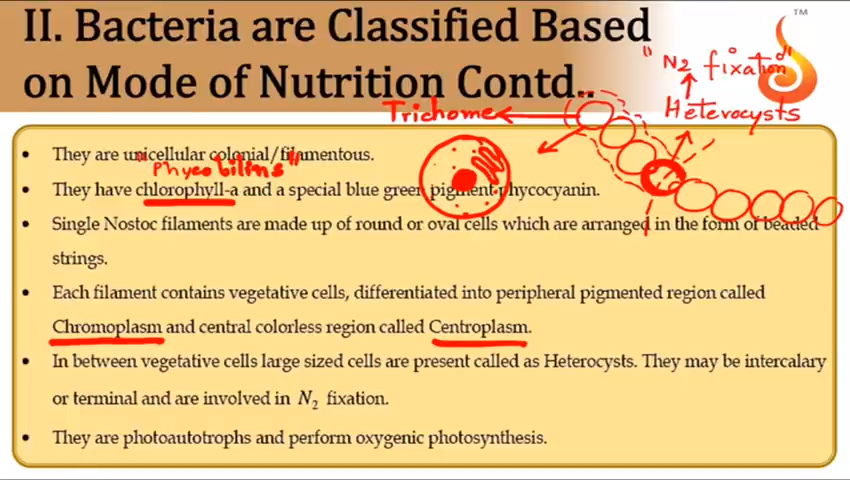 II. Bacteria are Classified Based
on Mode of Nutrition Contd..
TM
"N2 fixation"
Heterocysts
Trichome
• They are unicellular colonial/filamentous.
"Phycobilins"
• They have chlorophyll-a and a special blue green pigment phycocyanin.
• Single Nostoc filaments are made up of round or oval cells which are arranged in the form of beaded
strings.
• Each filament contains vegetative cells, differentiated into peripheral pigmented region called
Chromoplasm and central colorless region called Centroplasm.
• In between vegetative cells large sized cells are present called as Heterocysts. They may be intercalary
or terminal and are involved in N2 fixation.
• They are photoautotrophs and perform oxygenic photosynthesis.